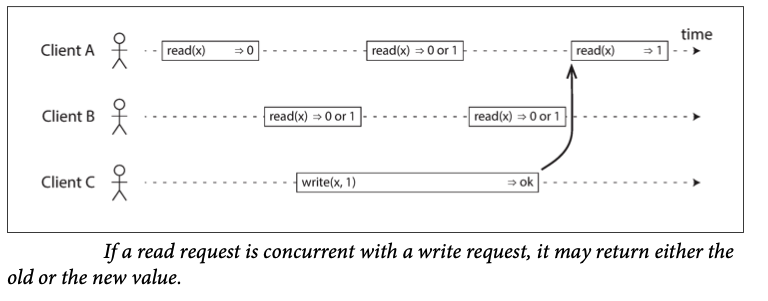 time
Client A read(x) ⇒ 0 read(x) ⇒ 0 or 1 read(x) ⇒ 1
Client B read(x) ⇒ 0 or 1 read(x) ⇒ 0 or 1
Client C write(x, 1) ⇒ ok
If a read request is concurrent with a write request, it may return either the
old or the new value.